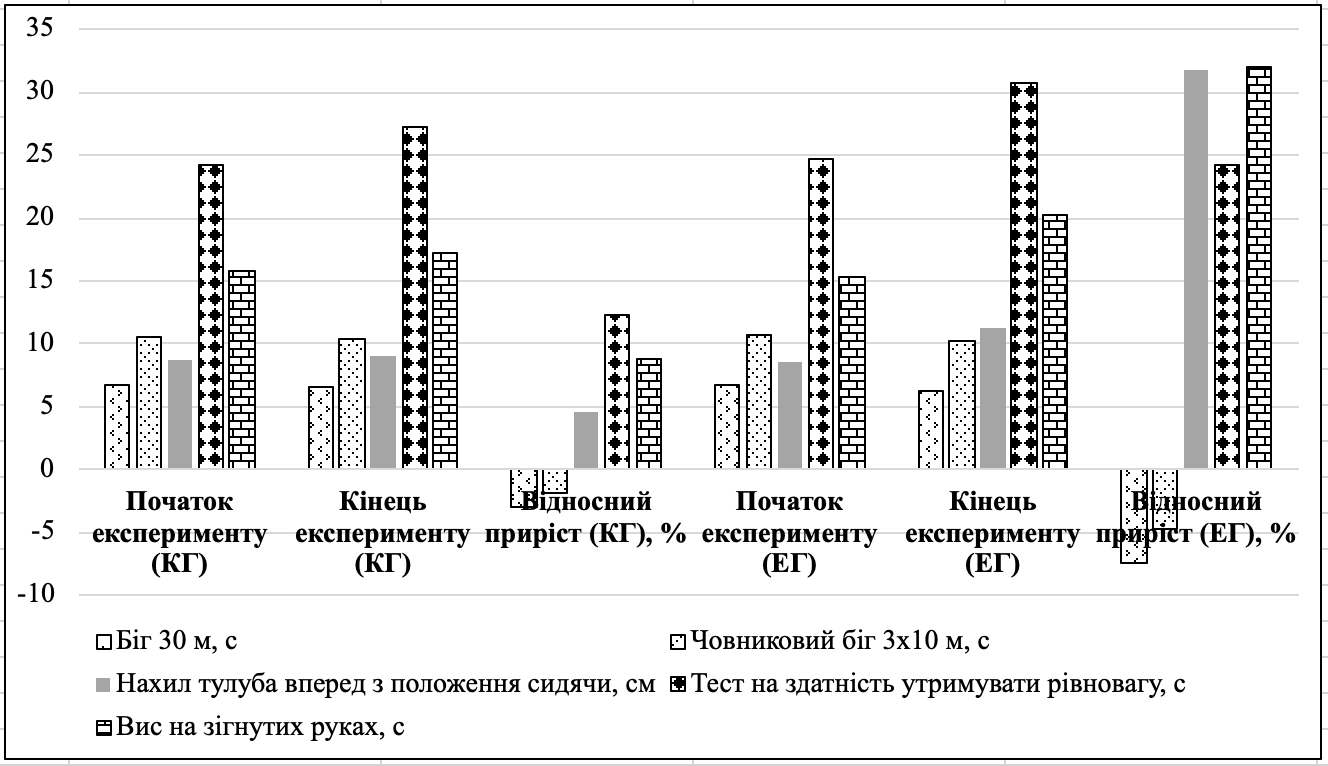 35
30
25
20
15
10
5
0
-5
-10
Початок експерименту (КГ)
Кінець експерименту (КГ)
Відносний приріст (КГ), %
Початок експерименту (ЕГ)
Кінець експерименту (ЕГ)
Відносний приріст (ЕГ), %
Біг 30 м, с
Човниковий біг 3х10 м, с
Нахил тулуба вперед з положення сидячи, см
Тест на здатність утримувати рівновагу, с
Вис на зігнутих руках, с